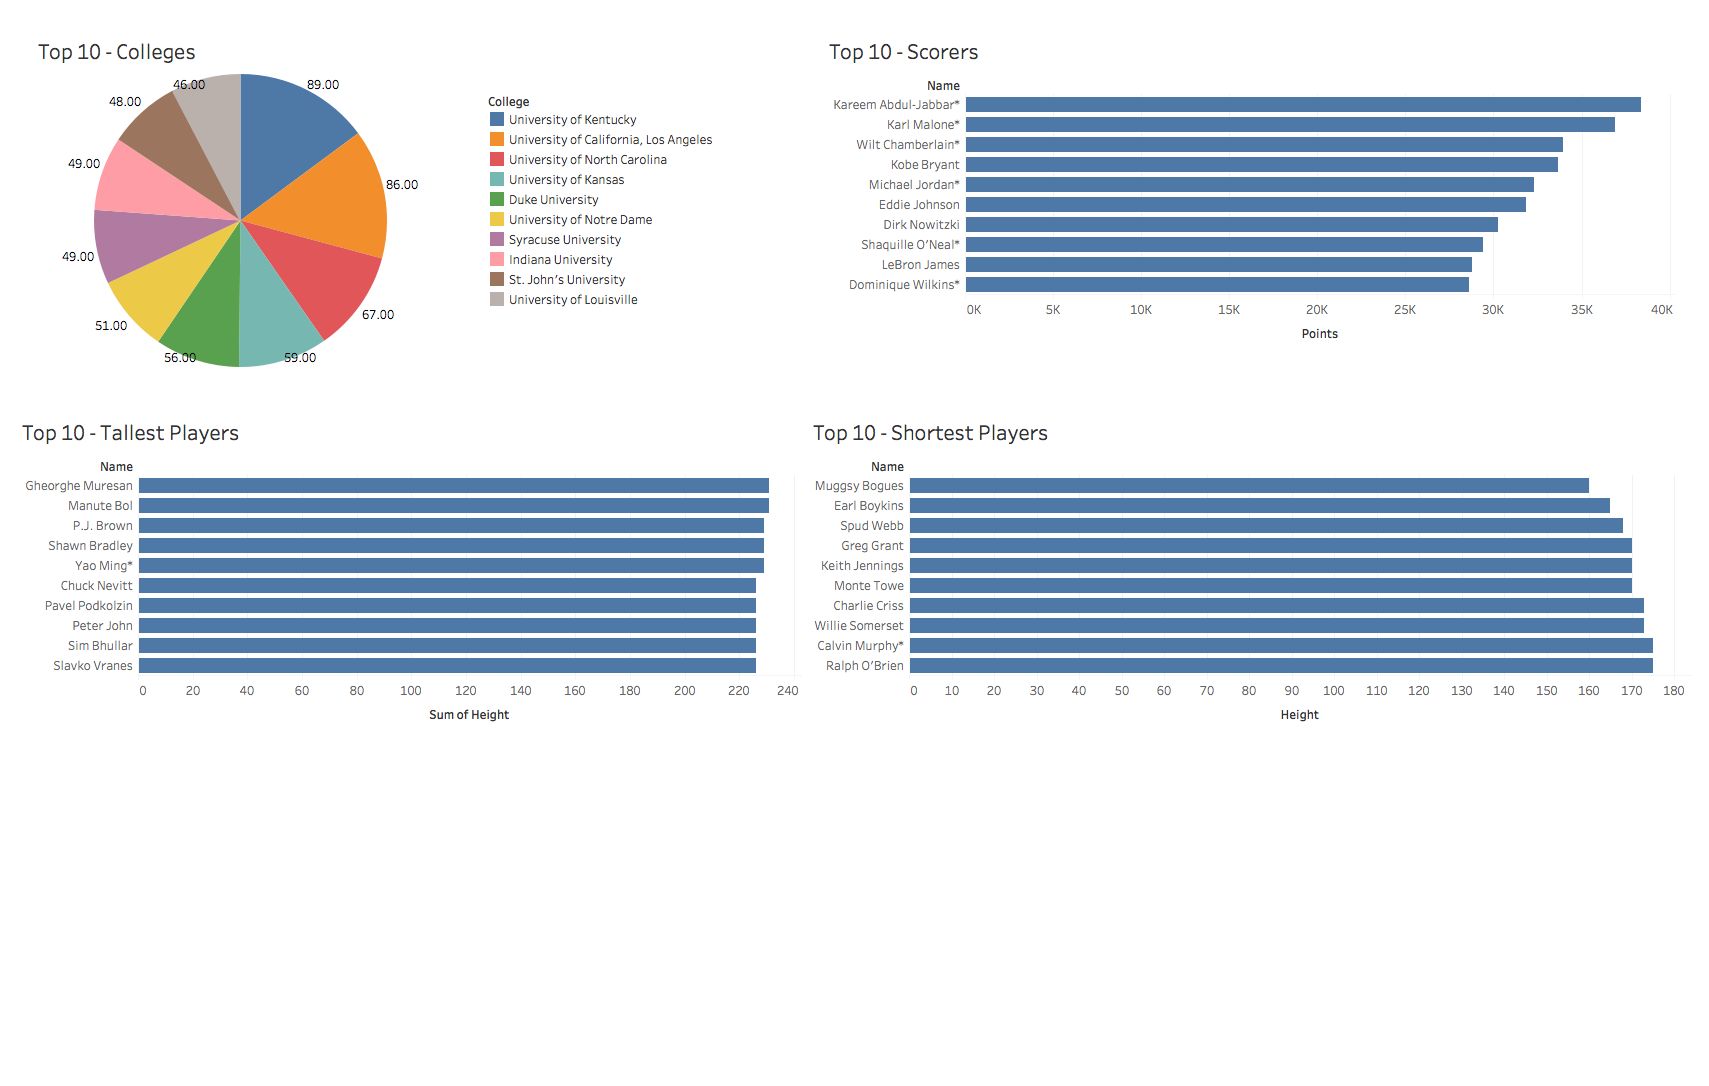 Top 10 - Colleges
46.00
89.00
48.00
49.00
86.00
49.00
67.00
51.00
56.00
59.00
College
University of Kentucky
University of California, Los Angeles
University of North Carolina
University of Kansas
Duke University
University of Notre Dame
Syracuse University
Indiana University
St. John's University
University of Louisville
Top 10 - Scorers
Name
Kareem Abdul-Jabbar*
Karl Malone*
Wilt Chamberlain*
Kobe Bryant
Michael Jordan*
Eddie Johnson
Dirk Nowitzki
Shaquille O'Neal*
LeBron James
Dominique Wilkins*
0K 5K 10K 15K 20K 25K 30K 35K 40K
Points
Top 10 - Tallest Players
Name
Gheorghe Muresan
Manute Bol
P.J. Brown
Shawn Bradley
Yao Ming*
Chuck Nevitt
Pavel Podkolzin
Peter John
Sim Bhullar
Slavko Vranes
0 20 40 60 80 100 120 140 160 180 200 220 240
Sum of Height
Top 10 - Shortest Players
Name
Muggsy Bogues
Earl Boykins
Spud Webb
Greg Grant
Keith Jennings
Monte Towe
Charlie Criss
Willie Somerset
Calvin Murphy*
Ralph O'Brien
0 10 20 30 40 50 60 70 80 90 100 110 120 130 140 150 160 170 180
Height